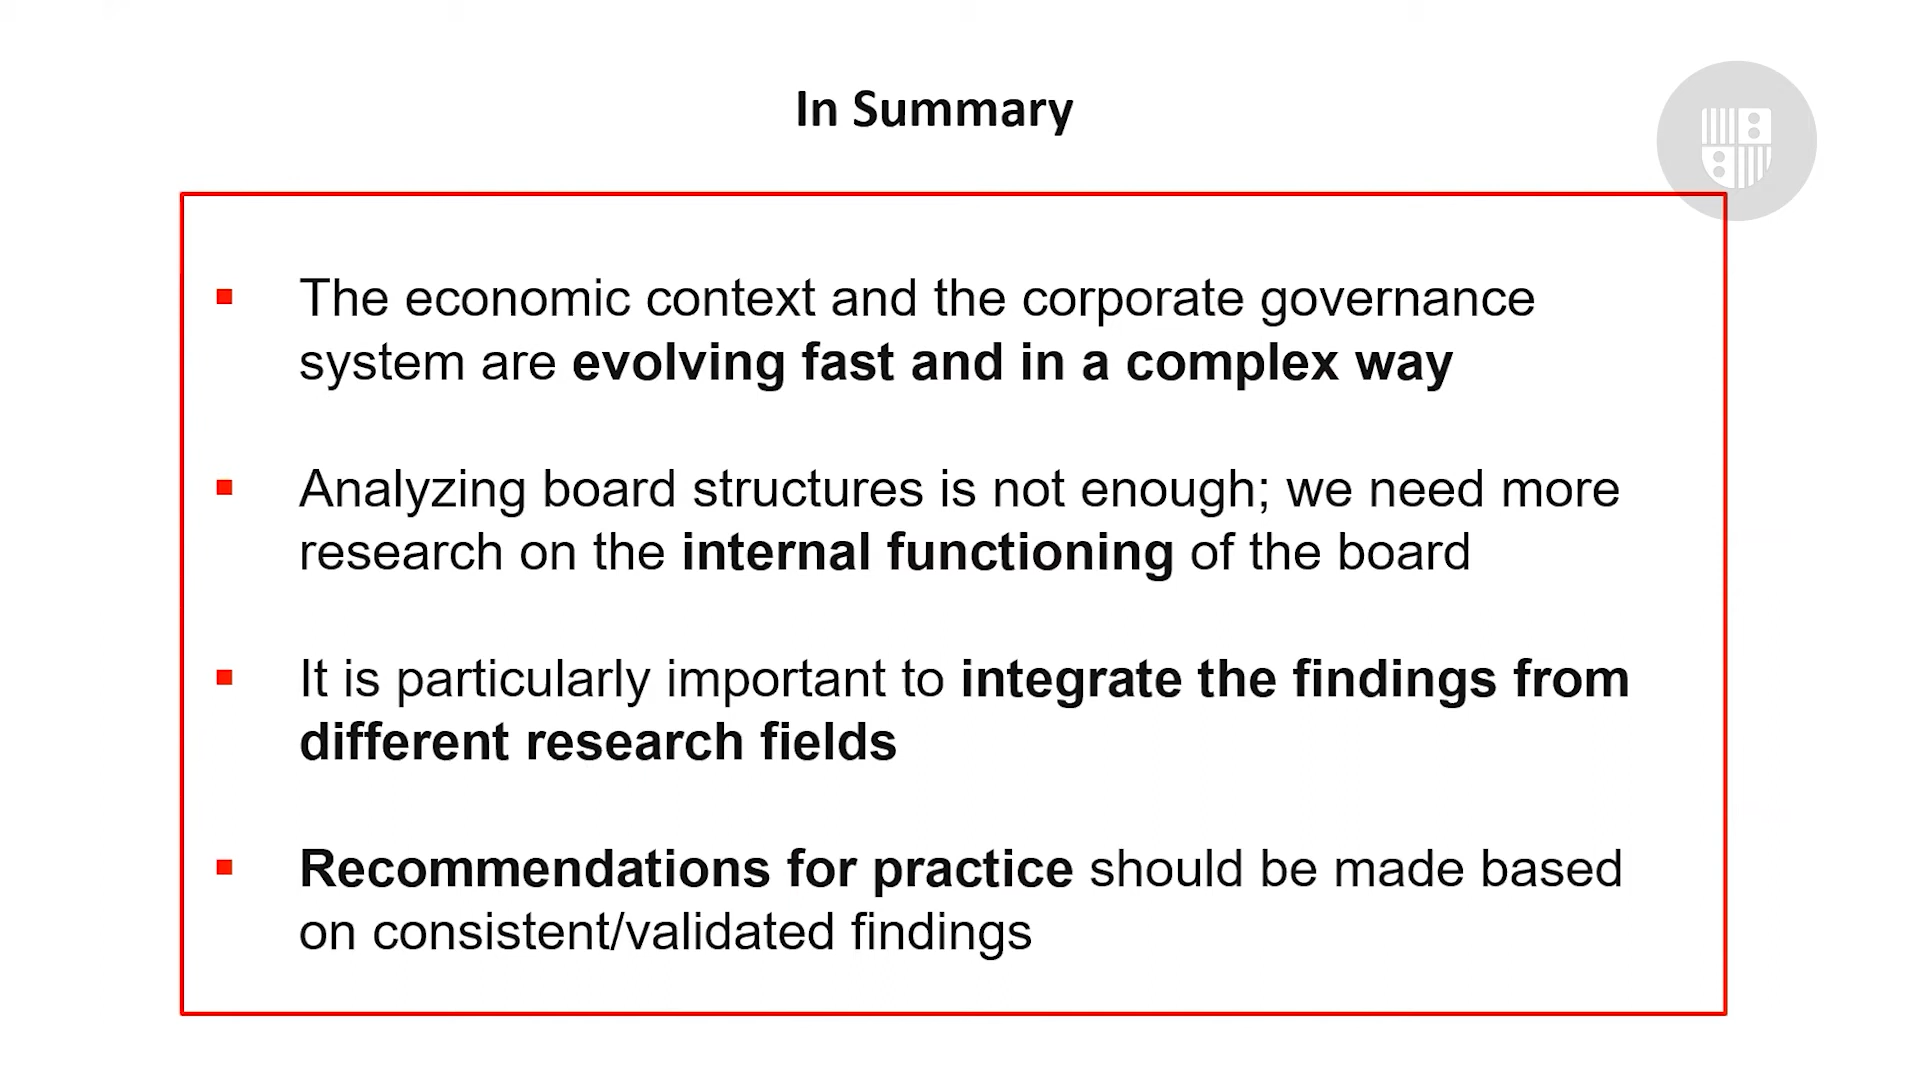 In Summary
The economic context and the corporate governance
system are evolving fast and in a complex way
Analyzing board structures is not enough; we need more
research on the internal functioning of the board
It is particularly important to integrate the findings from
different research fields
Recommendations for practice should be made based
on consistent/validated findings